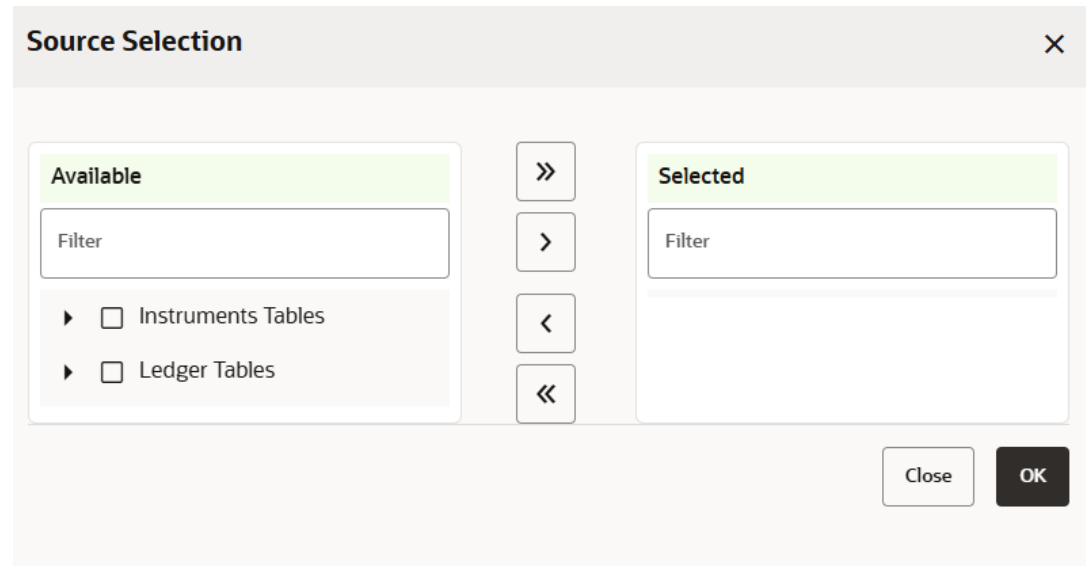 Source Selection
Available
Filter
Instruments Tables
Ledger Tables
Selected
Filter
Close
OK